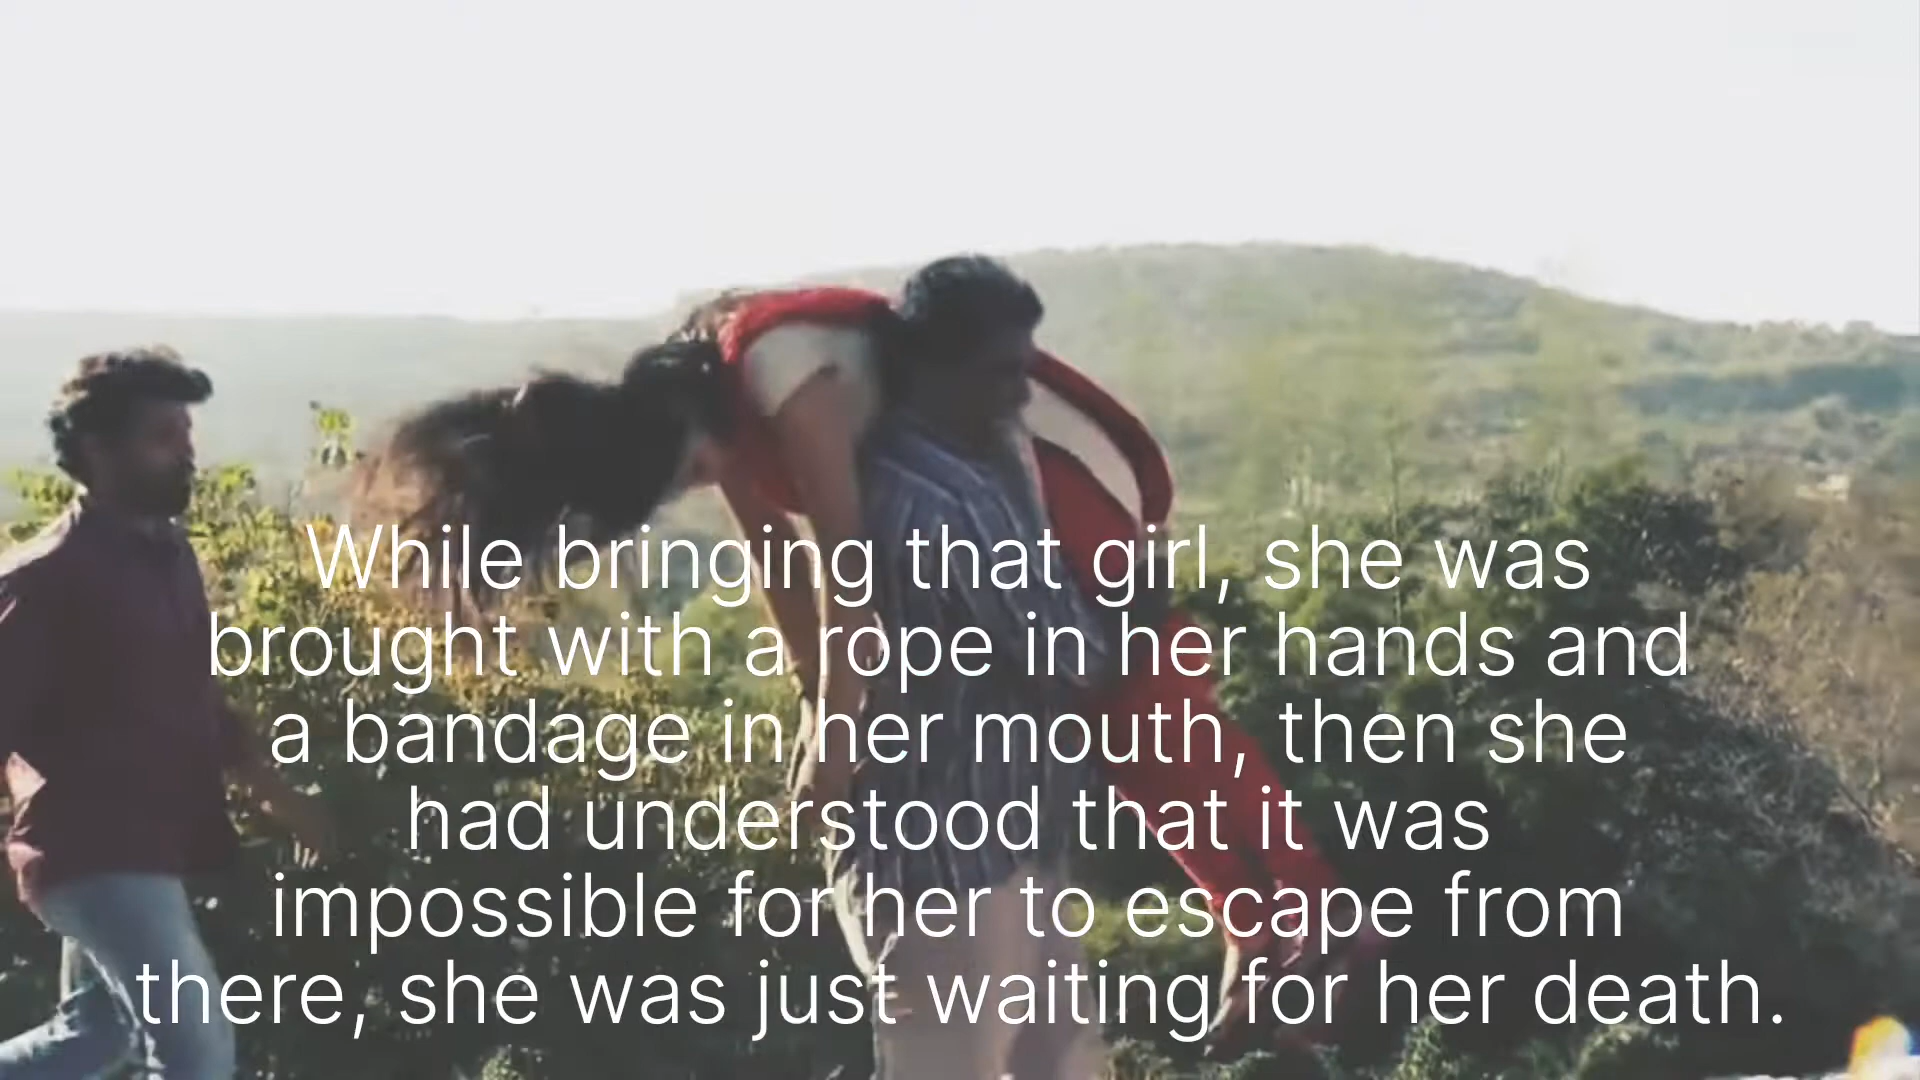 While bringing that girl, she was
brought with a rope in her hands and
a bandage in her mouth, then she
had understood that it was
impossible for her to escape from
there, she was just waiting for her death.